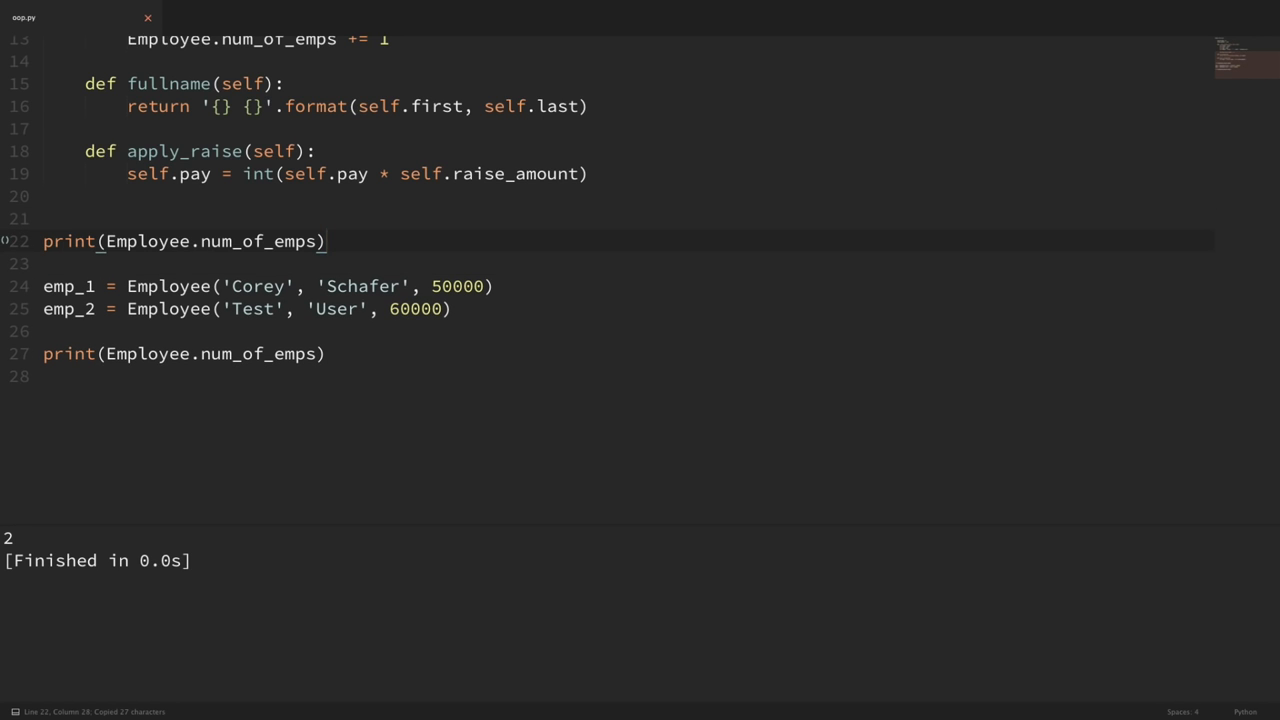 oop.py ×
13 Employee.num_of_emps += 1
14
15 def fullname(self):
16 return '{} {}'.format(self.first, self.last)
17
18 def apply_raise(self):
19 self.pay = int(self.pay * self.raise_amount)
20
21
()22 print(Employee.num_of_emps)
23
24 emp_1 = Employee('Corey', 'Schafer', 50000)
25 emp_2 = Employee('Test', 'User', 60000)
26
27 print(Employee.num_of_emps)
28
2
[Finished in 0.0s]
Line 22, Column 28: Copied 27 characters Spaces: 4 Python